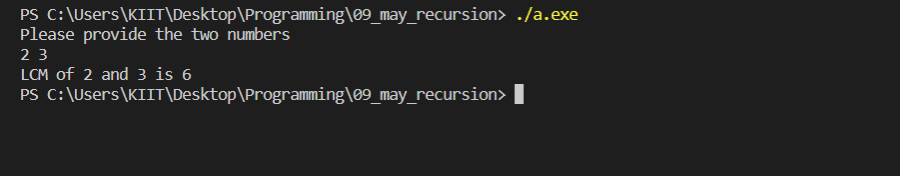 PS C:\Users\KIIT\Desktop\Programming\09_may_recursion> ./a.exe
Please provide the two numbers
2 3
LCM of 2 and 3 is 6
PS C:\Users\KIIT\Desktop\Programming\09_may_recursion>